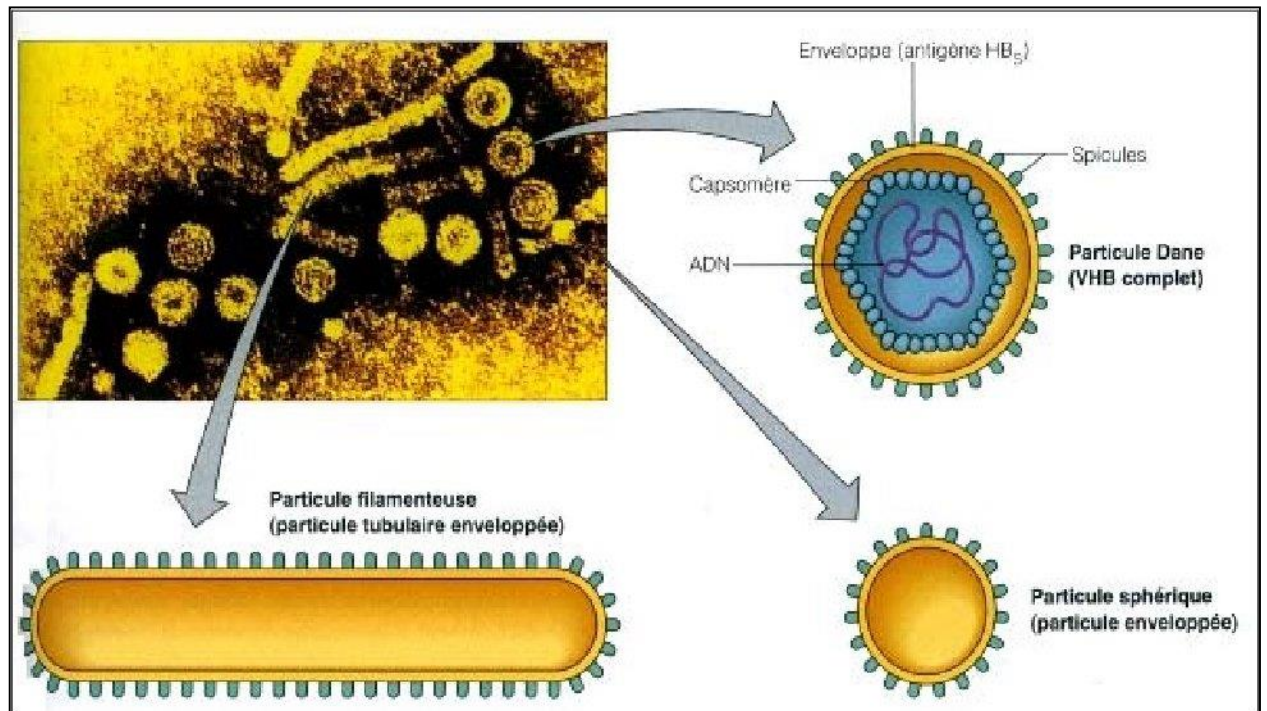 Enveloppe (antigène HBS)
Spicules
Capsomère
ADN
Particule Dane
(VHB complet)
Particule filamenteuse
(particule tubulaire enveloppée)
Particule sphérique
(particule enveloppée)